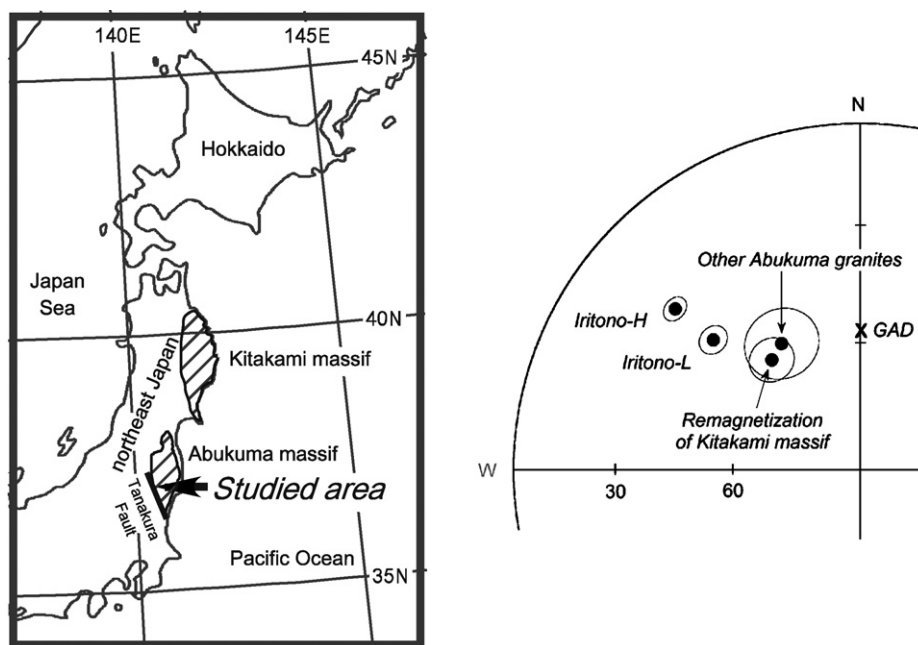 140E
145E
45N
Hokkaido
Japan
Sea
40N
Kitakami massif
northeast Japan
Abukuma massif
Studied area
Tanakura
Fault
Pacific Ocean
35N
N
Other Abukuma granites
Iritono-H
X GAD
Iritono-L
Remagnetization
of Kitakami massif
W
30
60